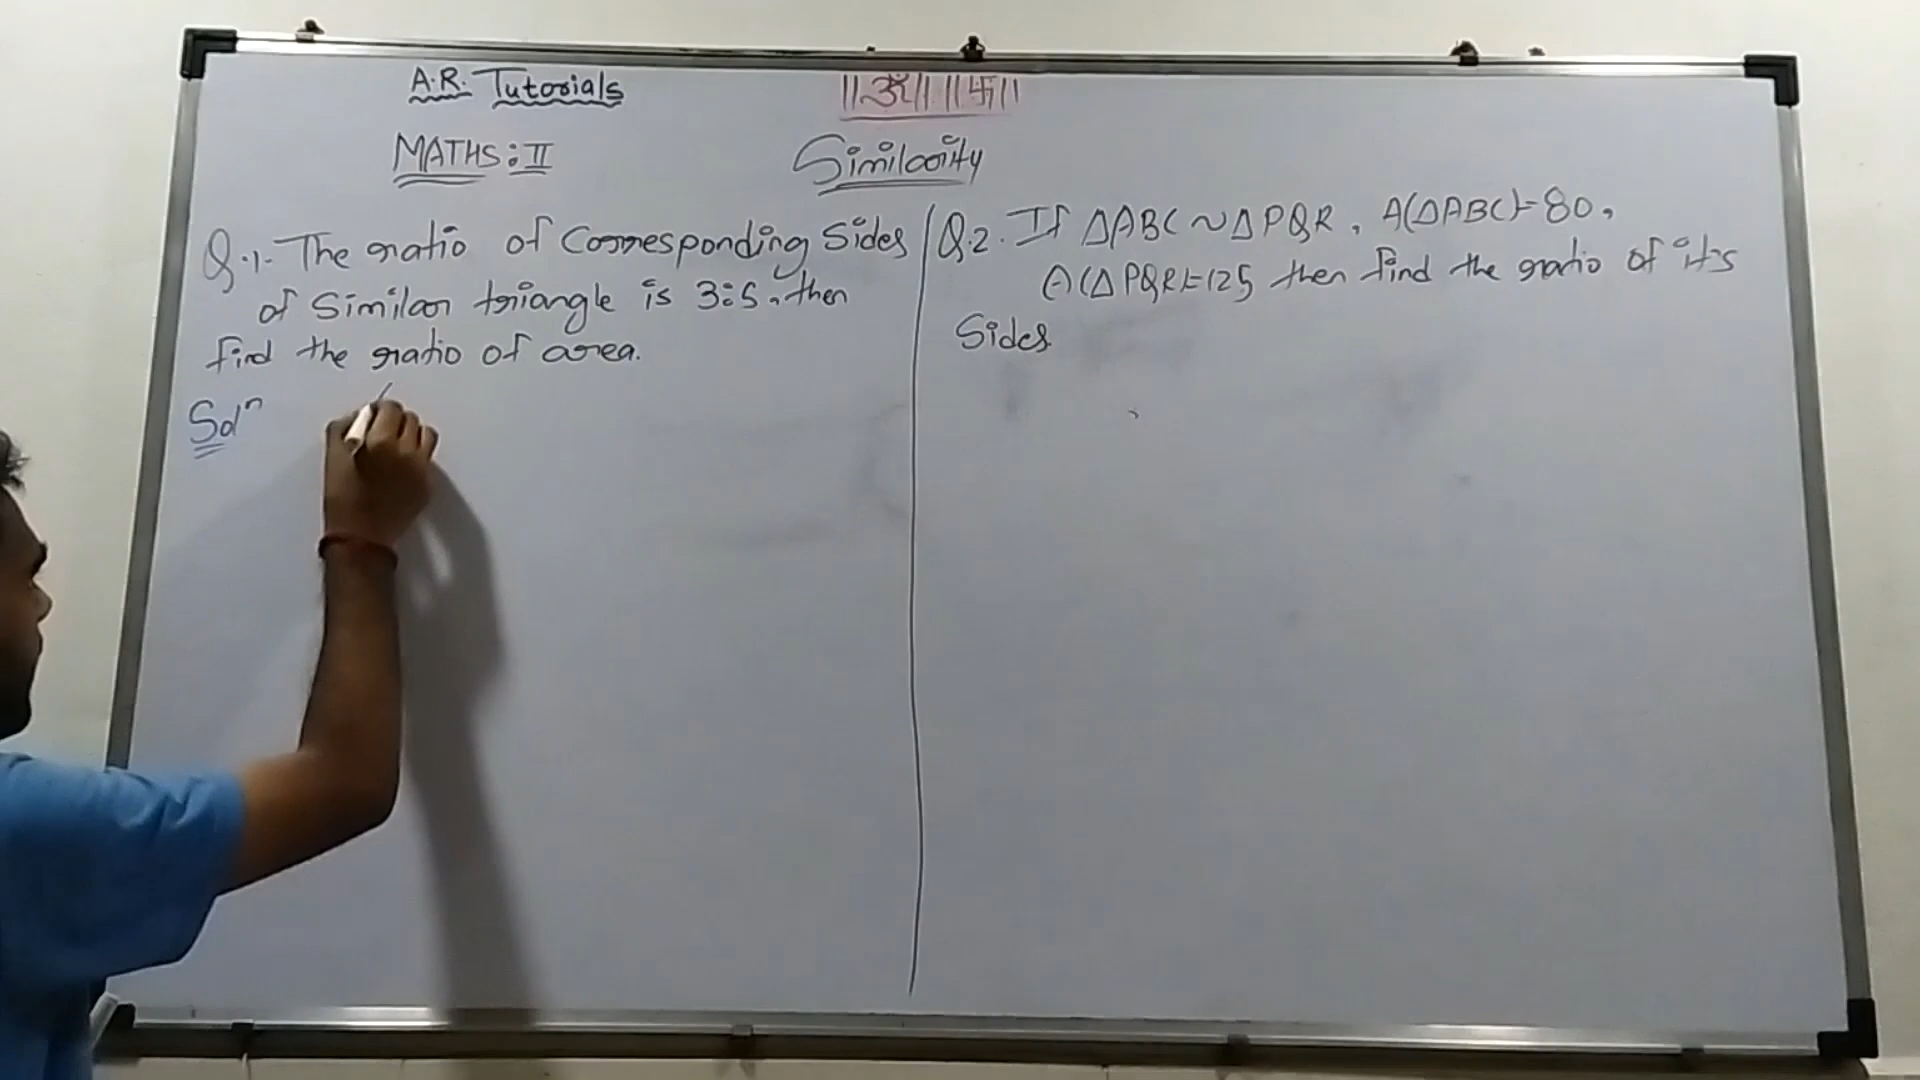 A.R. Tutorials
||ॐ|| ||卐||
MATHS: II
Similarity
Q.1. The ratio of Corresponding Sides
of Similar triangle is 3:5, then
find the ratio of area.
Solⁿ
Q.2. If ΔABC ~ ΔPQR, A(ΔABC)=80,
A(ΔPQR)=125 then find the ratio of it's
Sides.